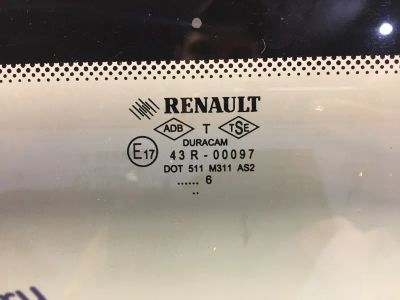 RENAULT
ADB T TSE
DURACAM
E17 43R-00097
DOT 511 M311 AS2
...... 6
..